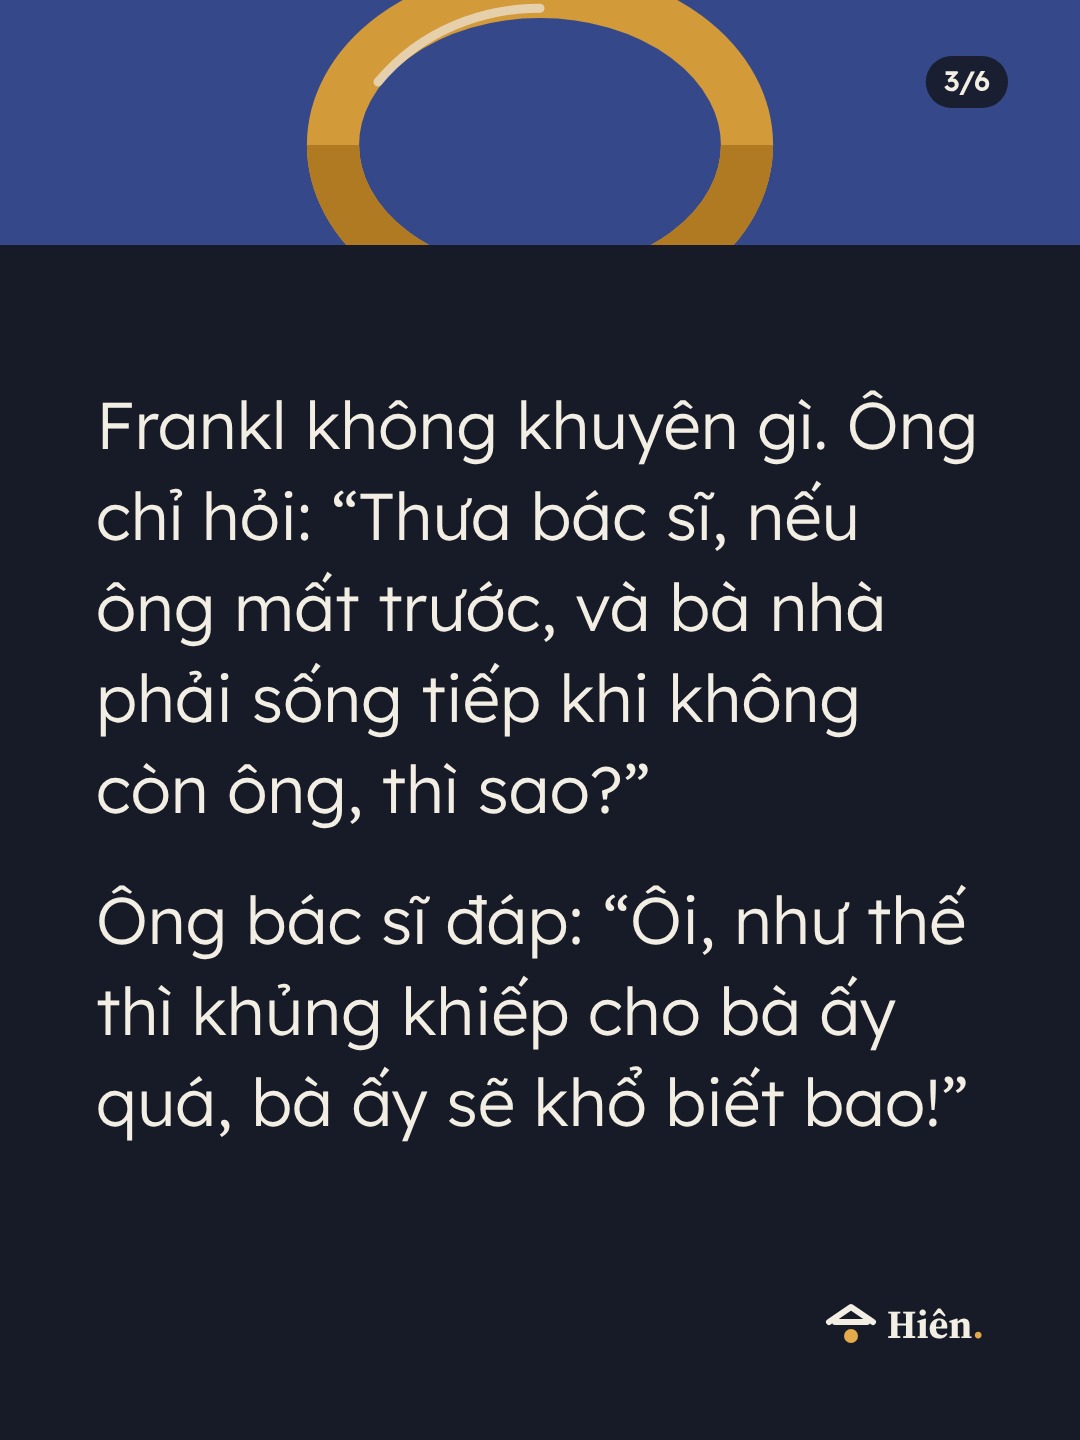 3/6
Frankl không khuyên gì. Ông
chỉ hỏi: “Thưa bác sĩ, nếu
ông mất trước, và bà nhà
phải sống tiếp khi không
còn ông, thì sao?”
Ông bác sĩ đáp: “Ôi, như thế
thì khủng khiếp cho bà ấy
quá, bà ấy sẽ khổ biết bao!”
Hiên.